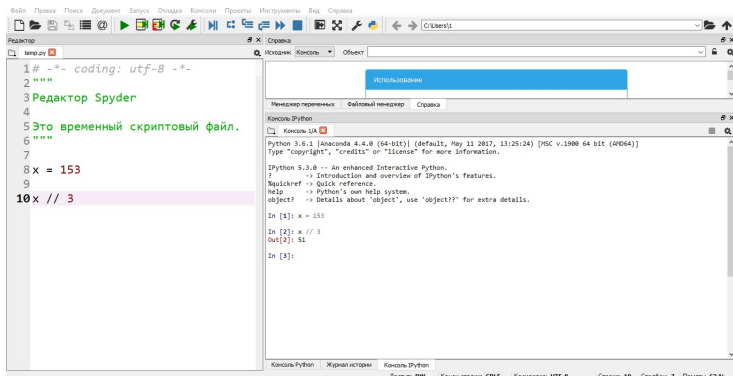 Файл Правка Поиск Документ Запуск Отладка Консоли Проекты Инструменты Вид Справка
C:\Users\1
Редактор
temp.py
1 # -*- coding: utf-8 -*-
2 """
3 Редактор Spyder
4
5 Это временный скриптовый файл.
6 """
7
8 x = 153
9
10 x // 3
Справка
Исходник Консоль Объект
Использование
Менеджер переменных Файловый менеджер Справка
Консоль IPython
Консоль 1/A
Python 3.6.1 |Anaconda 4.4.0 (64-bit)| (default, May 11 2017, 13:25:24) [MSC v.1900 64 bit (AMD64)]
Type "copyright", "credits" or "license" for more information.
IPython 5.3.0 -- An enhanced Interactive Python.
? -> Introduction and overview of IPython's features.
%quickref -> Quick reference.
help -> Python's own help system.
object? -> Details about 'object', use 'object??' for extra details.
In [1]: x = 153
In [2]: x // 3
Out[2]: 51
In [3]:
Консоль Python Журнал истории Консоль IPython